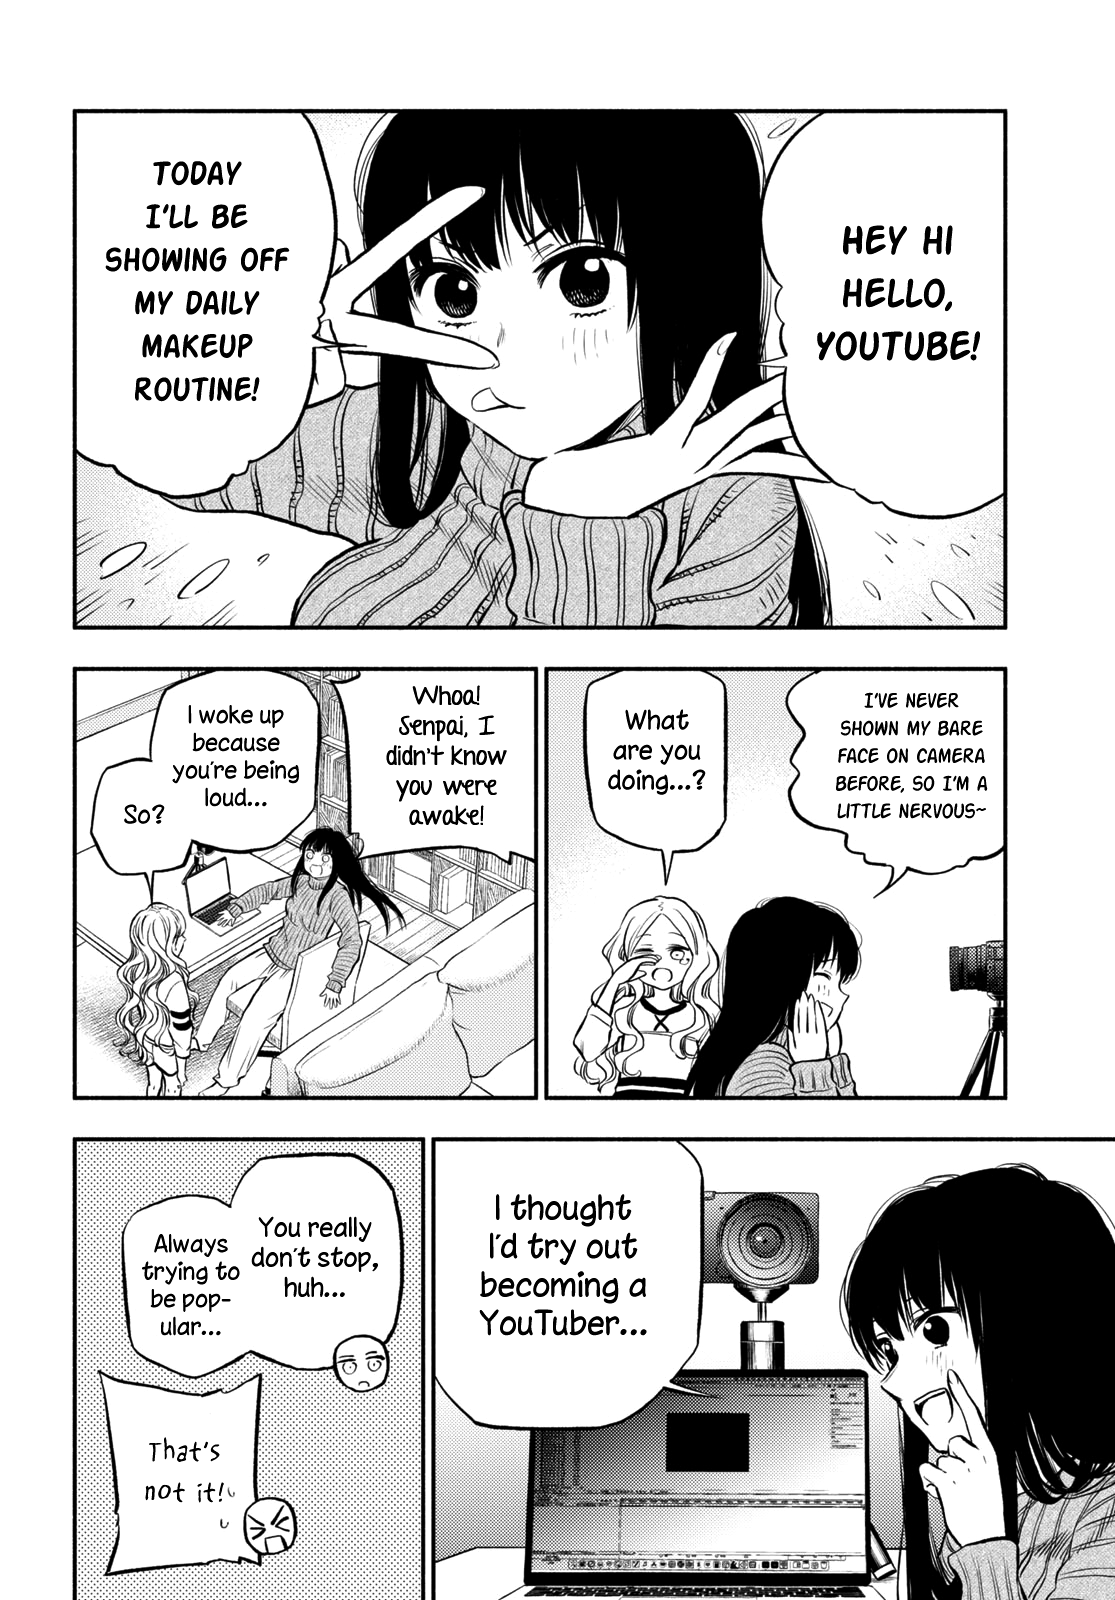 HEY HI
HELLO,
YOUTUBE!
TODAY
I'LL BE
SHOWING OFF
MY DAILY
MAKEUP
ROUTINE!
I'VE NEVER
SHOWN MY BARE
FACE ON CAMERA
BEFORE, SO I'M A
LITTLE NERVOUS~
What
are you
doing...?
Whoa!
Senpai, I
didn't know
you were
awake!
I woke up
because
you're being
loud...
So?
I thought
I'd try out
becoming a
YouTuber...
You really
don't stop,
huh...
Always
trying to
be pop-
ular...
That's
not it!